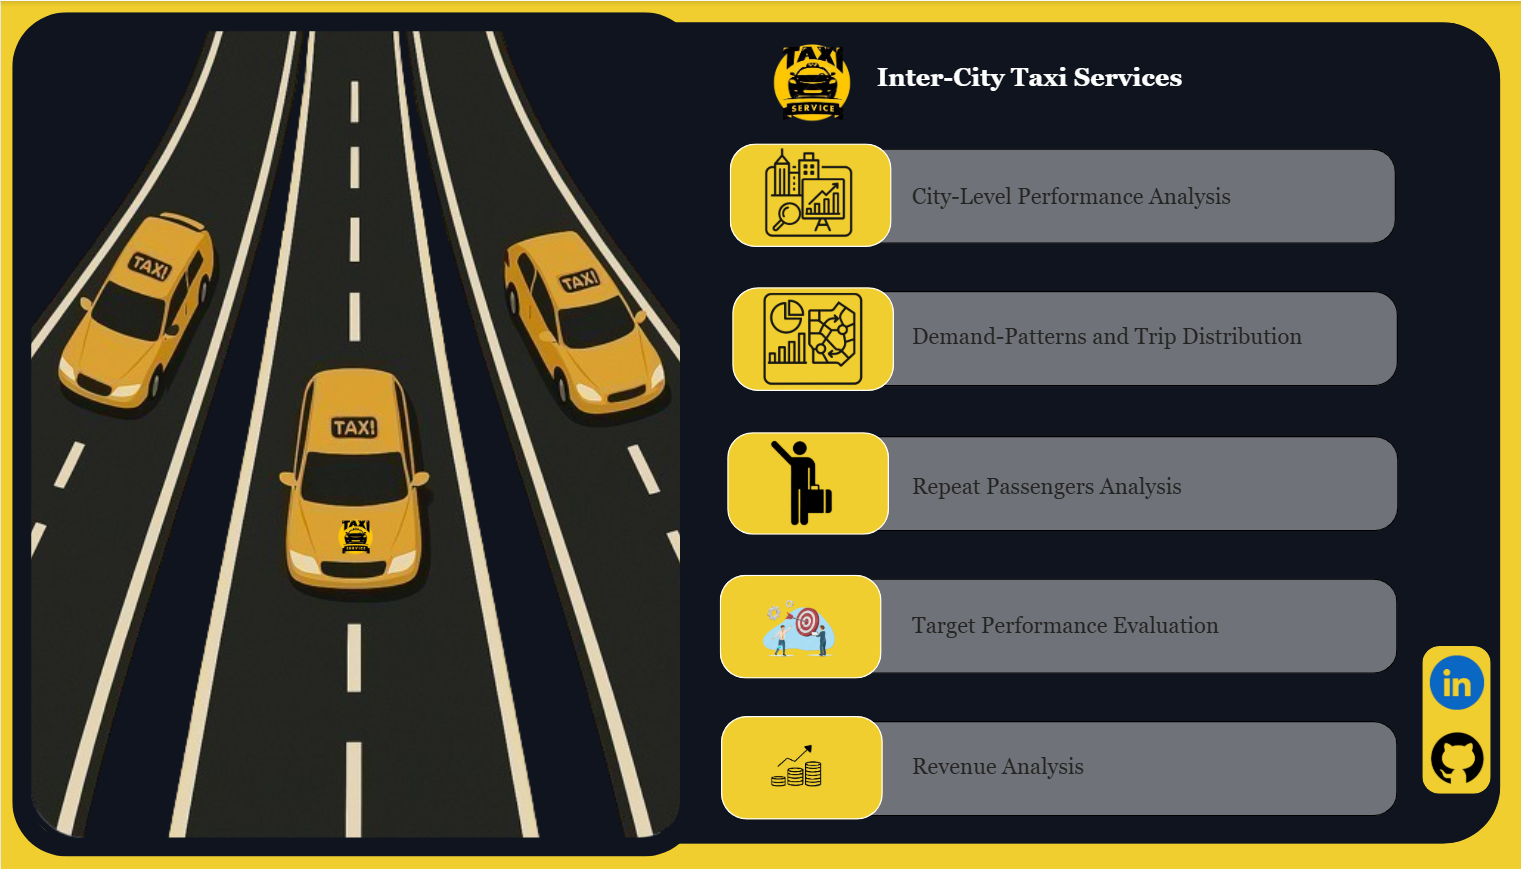 TAXI
TAXI
TAXI
TAXI
SERVICE
TAXI
SERVICE
Inter-City Taxi Services
City-Level Performance Analysis
Demand-Patterns and Trip Distribution
Repeat Passengers Analysis
Target Performance Evaluation
Revenue Analysis
in